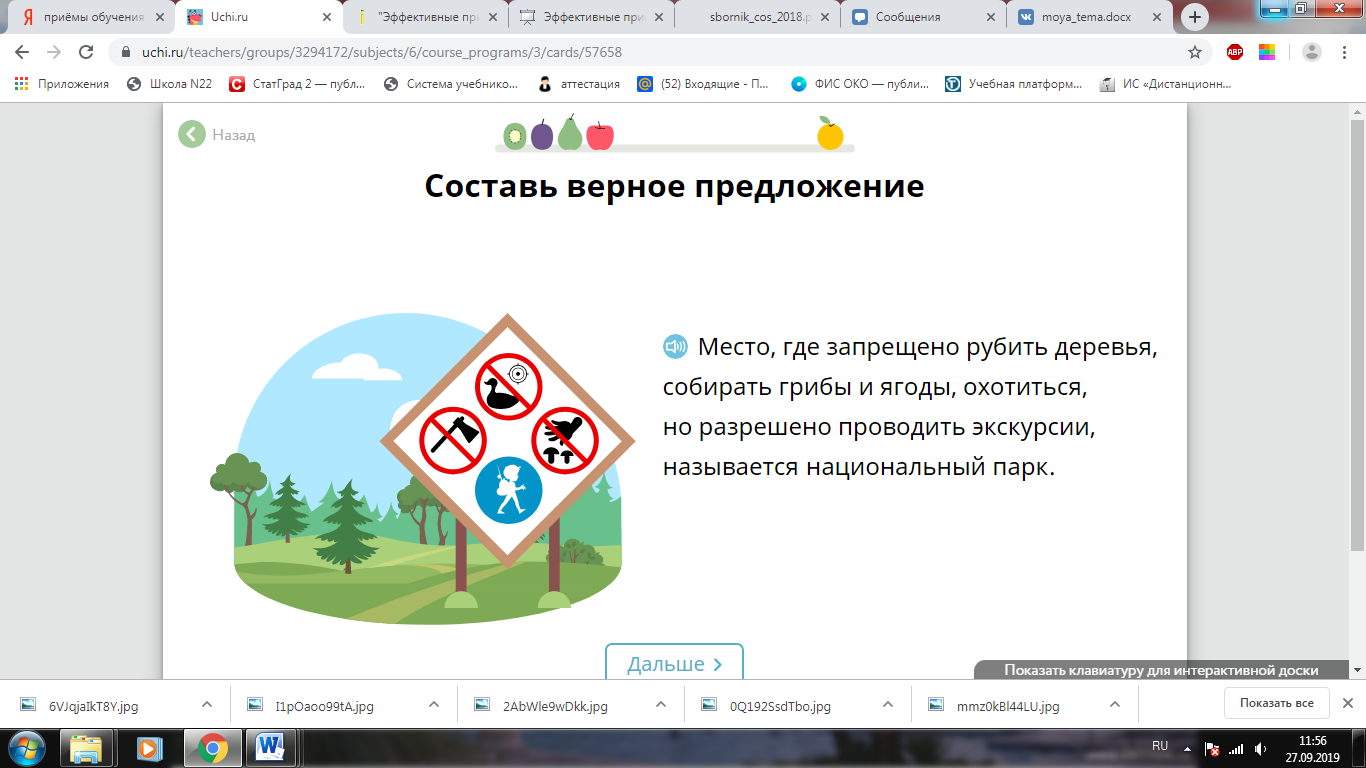 приёмы обучения
Uchi.ru
"Эффективные при
Эффективные при
sbornik_cos_2018.p
Сообщения
moya_tema.docx
uchi.ru/teachers/groups/3294172/subjects/6/course_programs/3/cards/57658
ABP
Приложения
Школа N22
СтатГрад 2 — публ...
Система учебнико...
аттестация
(52) Входящие - П...
ФИС ОКО — публи...
Учебная платформ...
ИС «Дистанционн...
Назад
Составь верное предложение
Место, где запрещено рубить деревья,
собирать грибы и ягоды, охотиться,
но разрешено проводить экскурсии,
называется национальный парк.
Дальше
Показать клавиатуру для интерактивной доски
6VJqjaIkT8Y.jpg
I1pOaoo99tA.jpg
2AbWle9wDkk.jpg
0Q192SsdTbo.jpg
mmz0kBl44LU.jpg
Показать все
RU
11:56
27.09.2019